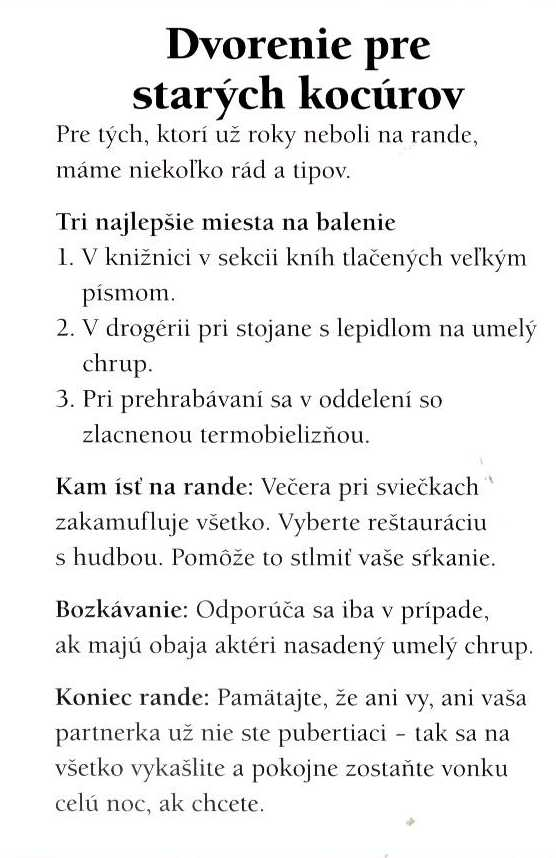 Dvorenie pre
starých kocúrov
Pre tých, ktorí už roky neboli na rande,
máme niekoľko rád a tipov.
Tri najlepšie miesta na balenie
1. V knižnici v sekcii kníh tlačených veľkým
písmom.
2. V drogérii pri stojane s lepidlom na umelý
chrup.
3. Pri prehrabávaní sa v oddelení so
zlacnenou termobielizňou.
Kam ísť na rande: Večera pri sviečkach
zakamufluje všetko. Vyberte reštauráciu
s hudbou. Pomôže to stlmiť vaše sŕkanie.
Bozkávanie: Odporúča sa iba v prípade,
ak majú obaja aktéri nasadený umelý chrup.
Koniec rande: Pamätajte, že ani vy, ani vaša
partnerka už nie ste pubertiaci – tak sa na
všetko vykašlite a pokojne zostaňte vonku
celú noc, ak chcete.